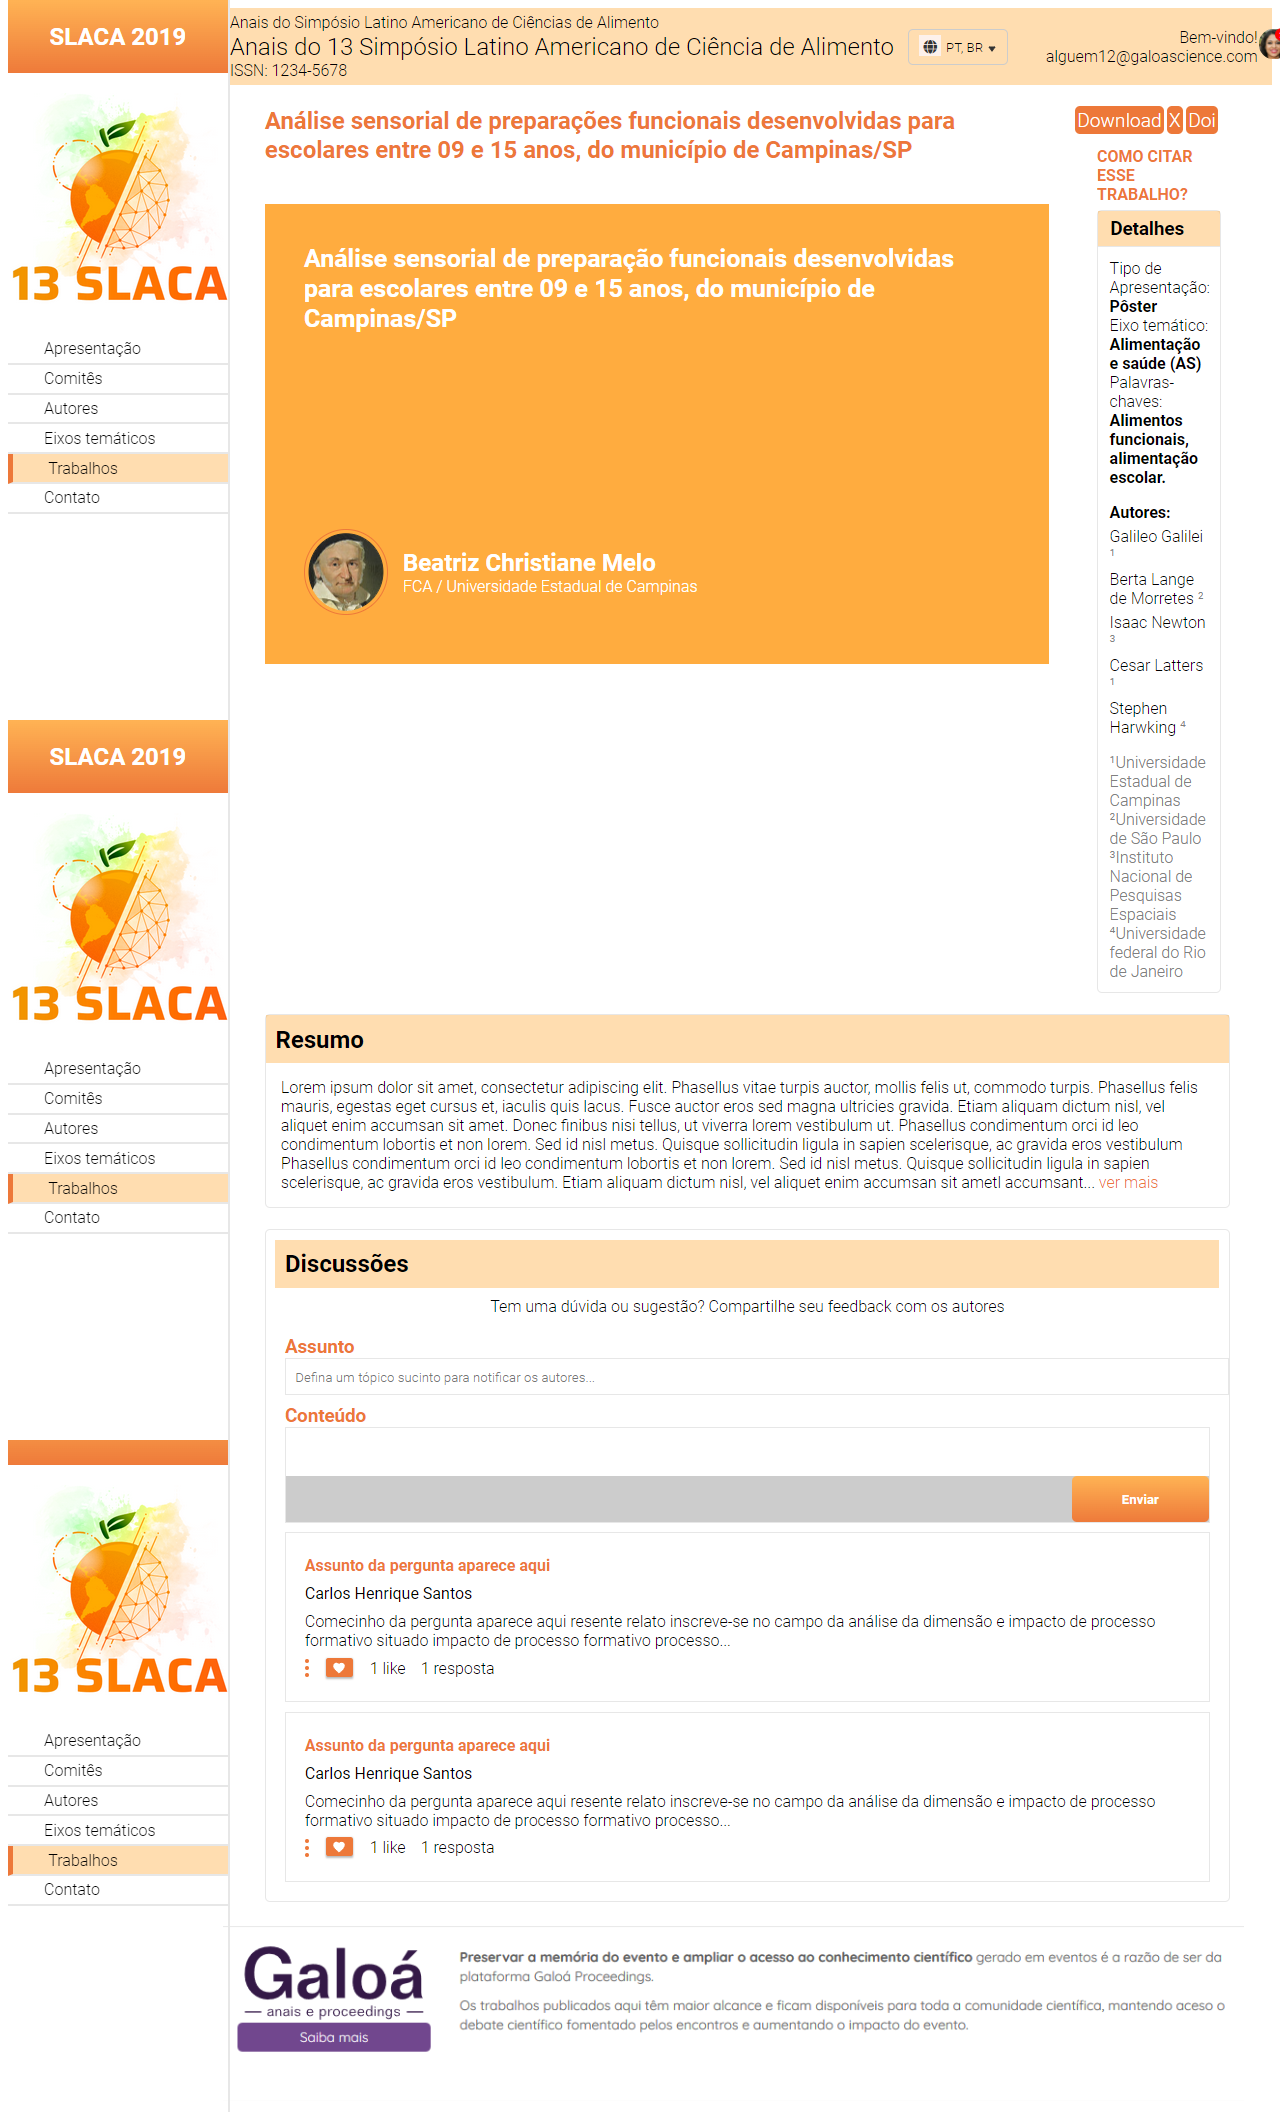 SLACA 2019
13 SLACA
Apresentação
Comitês
Autores
Eixos temáticos
Trabalhos
Contato
Anais do Simpósio Latino Americano de Ciências de Alimento
Anais do 13 Simpósio Latino Americano de Ciência de Alimento
ISSN: 1234-5678
PT, BR
Bem-vindo!
alguem12@galoascience.com
Análise sensorial de preparações funcionais desenvolvidas para
escolares entre 09 e 15 anos, do município de Campinas/SP
Download X Doi
Análise sensorial de preparação funcionais desenvolvidas
para escolares entre 09 e 15 anos, do município de
Campinas/SP
Beatriz Christiane Melo
FCA / Universidade Estadual de Campinas
COMO CITAR
ESSE
TRABALHO?
Detalhes
Tipo de
Apresentação:
Pôster
Eixo temático:
Alimentação
e saúde (AS)
Palavras-
chaves:
Alimentos
funcionais,
alimentação
escolar.
Autores:
Galileo Galilei
1
Berta Lange
de Morretes 2
Isaac Newton
3
Cesar Latters
1
Stephen
Harwking 4
¹Universidade
Estadual de
Campinas
²Universidade
de São Paulo
³Instituto
Nacional de
Pesquisas
Espaciais
⁴Universidade
federal do Rio
de Janeiro
SLACA 2019
13 SLACA
Apresentação
Comitês
Autores
Eixos temáticos
Trabalhos
Contato
Resumo
Lorem ipsum dolor sit amet, consectetur adipiscing elit. Phasellus vitae turpis auctor, mollis felis ut, commodo turpis. Phasellus felis
mauris, egestas eget cursus et, iaculis quis lacus. Fusce auctor eros sed magna ultricies gravida. Etiam aliquam dictum nisl, vel
aliquet enim accumsan sit amet. Donec finibus nisi tellus, ut viverra lorem vestibulum ut. Phasellus condimentum orci id leo
condimentum lobortis et non lorem. Sed id nisl metus. Quisque sollicitudin ligula in sapien scelerisque, ac gravida eros vestibulum
Phasellus condimentum orci id leo condimentum lobortis et non lorem. Sed id nisl metus. Quisque sollicitudin ligula in sapien
scelerisque, ac gravida eros vestibulum. Etiam aliquam dictum nisl, vel aliquet enim accumsan sit ametl accumsant... ver mais
Discussões
Tem uma dúvida ou sugestão? Compartilhe seu feedback com os autores
Assunto
Defina um tópico sucinto para notificar os autores...
Conteúdo
Enviar
Assunto da pergunta aparece aqui
Carlos Henrique Santos
Comecinho da pergunta aparece aqui resente relato inscreve-se no campo da análise da dimensão e impacto de processo
formativo situado impacto de processo formativo processo...
1 like 1 resposta
Assunto da pergunta aparece aqui
Carlos Henrique Santos
Comecinho da pergunta aparece aqui resente relato inscreve-se no campo da análise da dimensão e impacto de processo
formativo situado impacto de processo formativo processo...
1 like 1 resposta
13 SLACA
Apresentação
Comitês
Autores
Eixos temáticos
Trabalhos
Contato
Galoá
anais e proceedings
Saiba mais
Preservar a memória do evento e ampliar o acesso ao conhecimento científico gerado em eventos é a razão de ser da
plataforma Galoá Proceedings.
Os trabalhos publicados aqui têm maior alcance e ficam disponíveis para toda a comunidade científica, mantendo aceso o
debate científico fomentado pelos encontros e aumentando o impacto do evento.